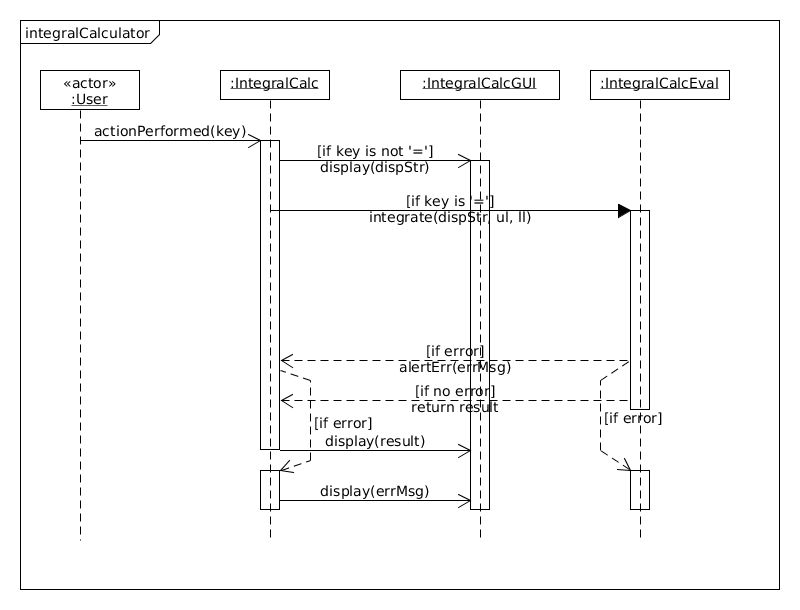 integralCalculator
«actor»
:User
:IntegralCalc
:IntegralCalcGUI
:IntegralCalcEval
actionPerformed(key)
[if key is not '=']
display(dispStr)
[if key is '=']
integrate(dispStr, ul, ll)
[if error]
alertErr(errMsg)
[if no error]
return result
[if error]
[if error]
display(result)
display(errMsg)